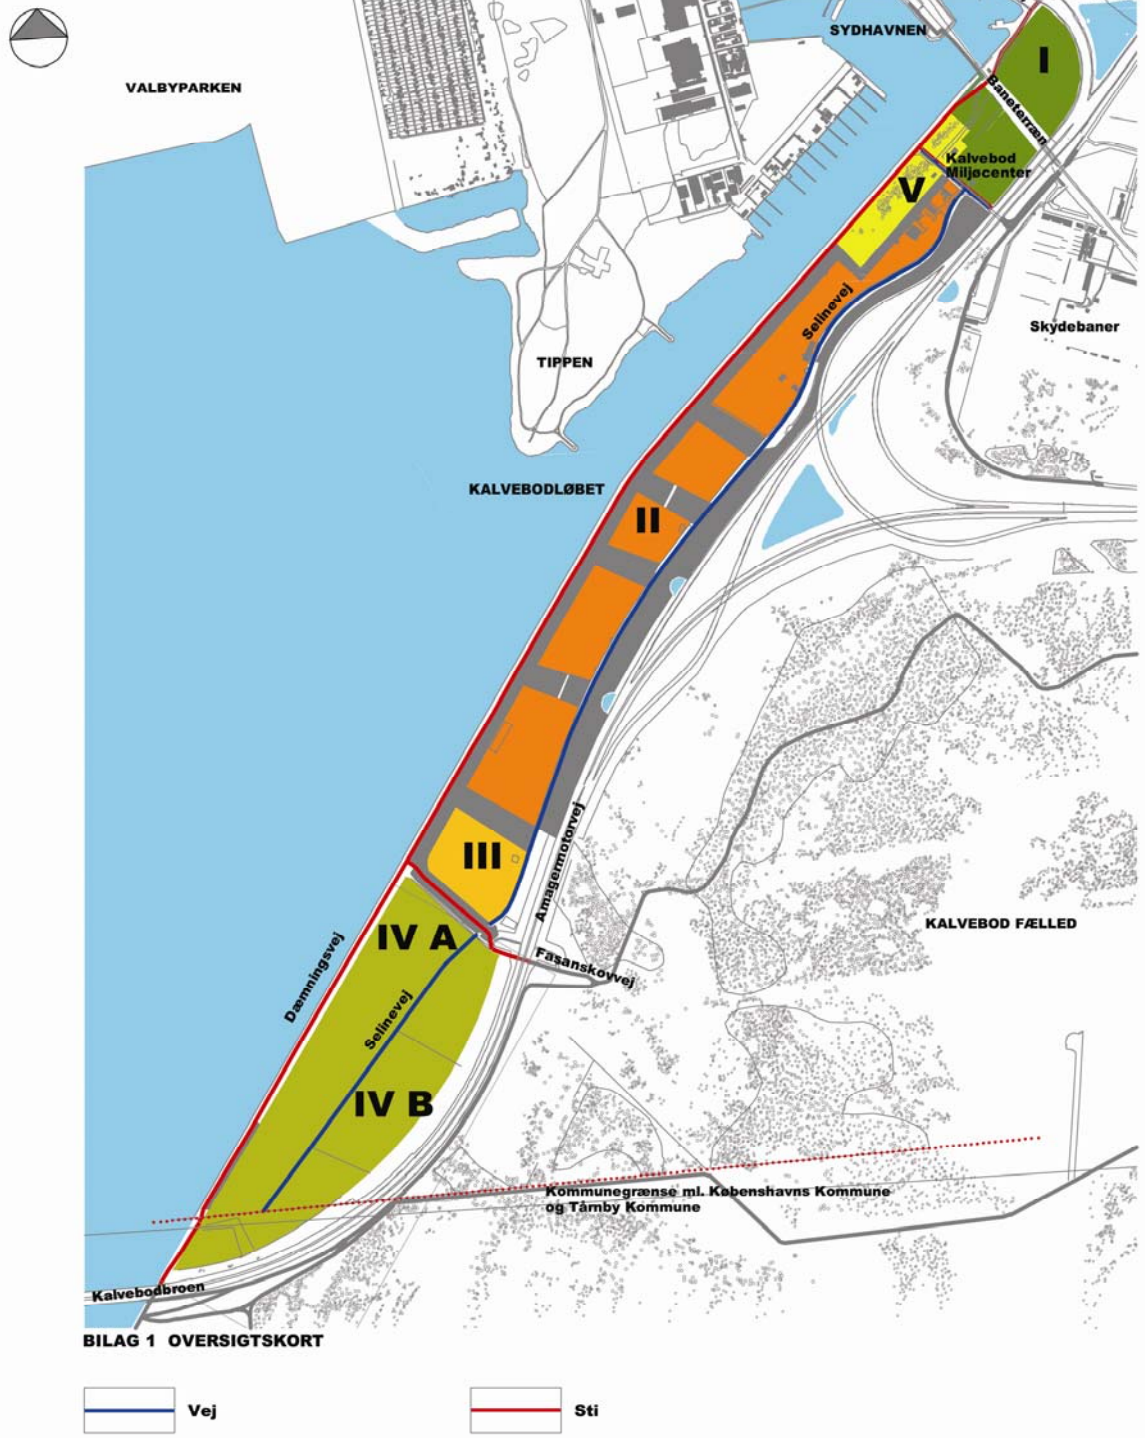 SYDHAVNEN
I
VALBYPARKEN
Baneterræn
Kalvebod
Miljøcenter
V
Selinevej
Skydebaner
TIPPEN
KALVEBODLØBET
II
III
Amagermotorvej
KALVEBOD FÆLLED
IV A
Fasanskovvej
Dæmningsvej
Selinevej
IV B
Kommunegrænse ml. Københavns Kommune
og Tårnby Kommune
Kalvebodbroen
BILAG 1 OVERSIGTSKORT
Vej
Sti